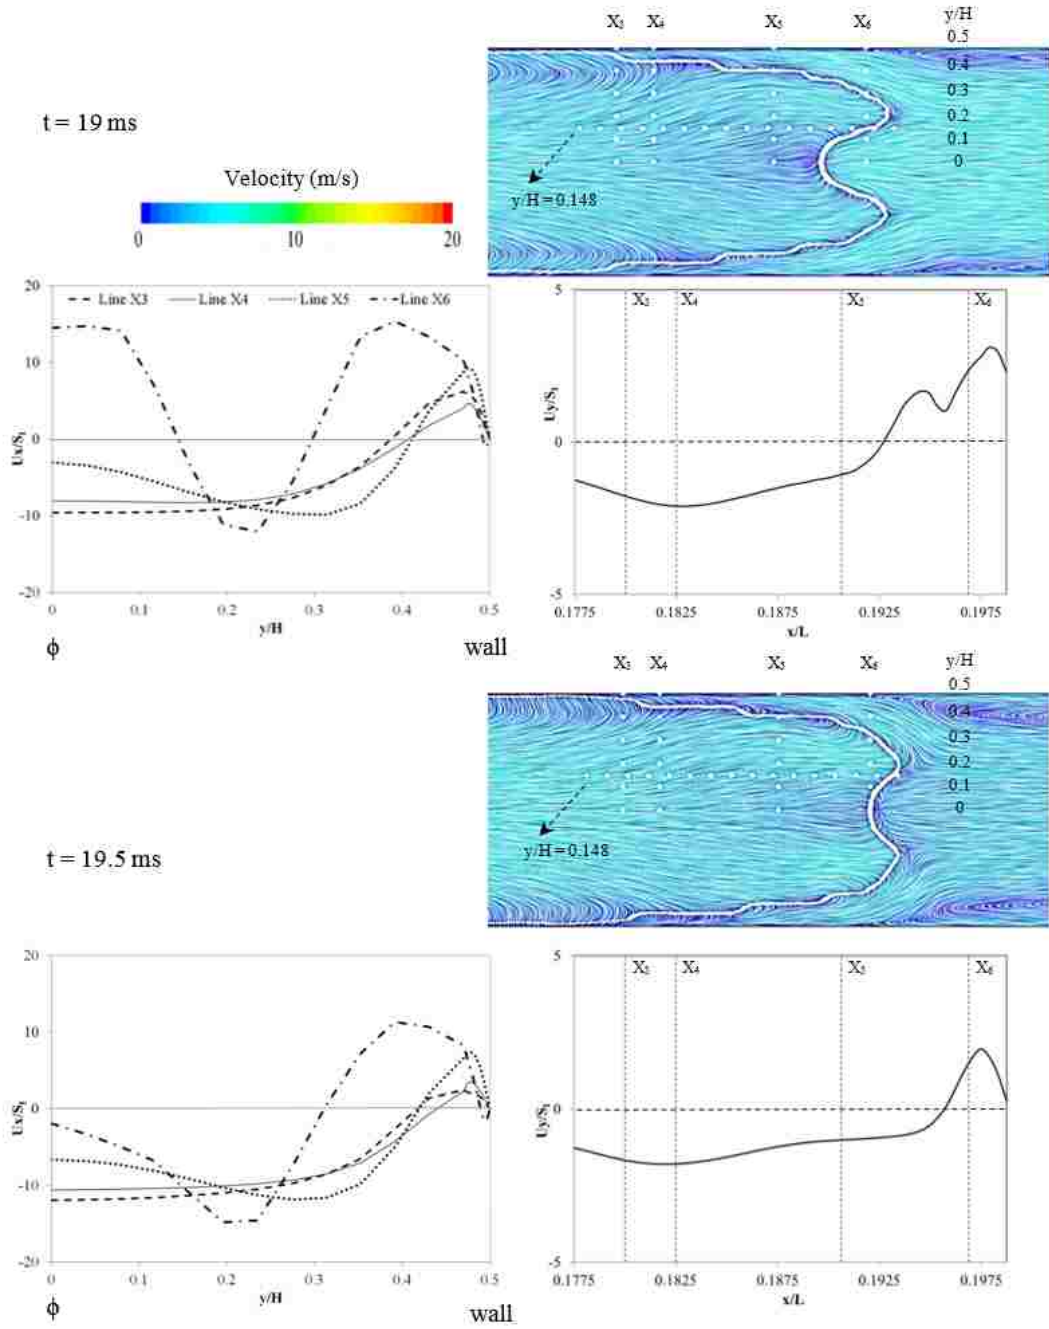 X₃ X₄ X₅ X₆ y/H
0.5
0.4
0.3
0.2
0.1
0
t = 19 ms
y/H = 0.148
Velocity (m/s)
0 10 20
20
10
0
-10
-20
Ux/Sₗ
Line X3 Line X4 Line X5 Line X6
0 0.1 0.2 0.3 0.4 0.5
y/H
ϕ wall
5
0
-5
Uy/Sₗ
X₃ X₄ X₅ X₆
0.1775 0.1825 0.1875 0.1925 0.1975
x/L
X₃ X₄ X₅ X₆ y/H
0.5
0.4
0.3
0.2
0.1
0
t = 19.5 ms
y/H = 0.148
20
10
0
-10
-20
Ux/Sₗ
0 0.1 0.2 0.3 0.4 0.5
y/H
ϕ wall
5
0
-5
Uy/Sₗ
X₃ X₄ X₅ X₆
0.1775 0.1825 0.1875 0.1925 0.1975
x/L